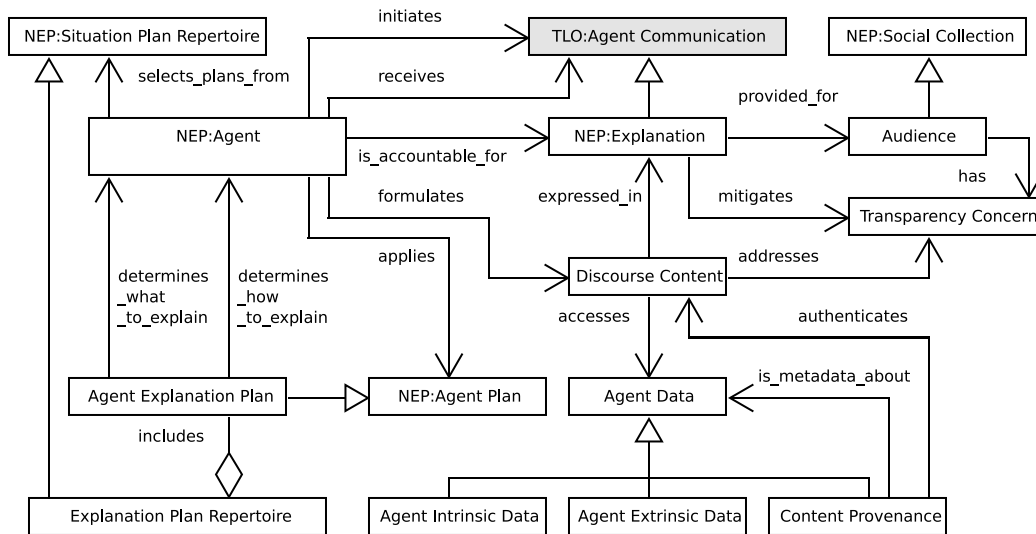 initiates
NEP:Situation Plan Repertoire
TLO:Agent Communication
NEP:Social Collection
selects_plans_from
receives
provided_for
NEP:Agent
NEP:Explanation
Audience
is_accountable_for
has
formulates
expressed_in
mitigates
Transparency Concern
applies
addresses
determines
_what
_to_explain
determines
_how
_to_explain
Discourse Content
accesses
authenticates
is_metadata_about
Agent Explanation Plan
NEP:Agent Plan
Agent Data
includes
Explanation Plan Repertoire
Agent Intrinsic Data
Agent Extrinsic Data
Content Provenance